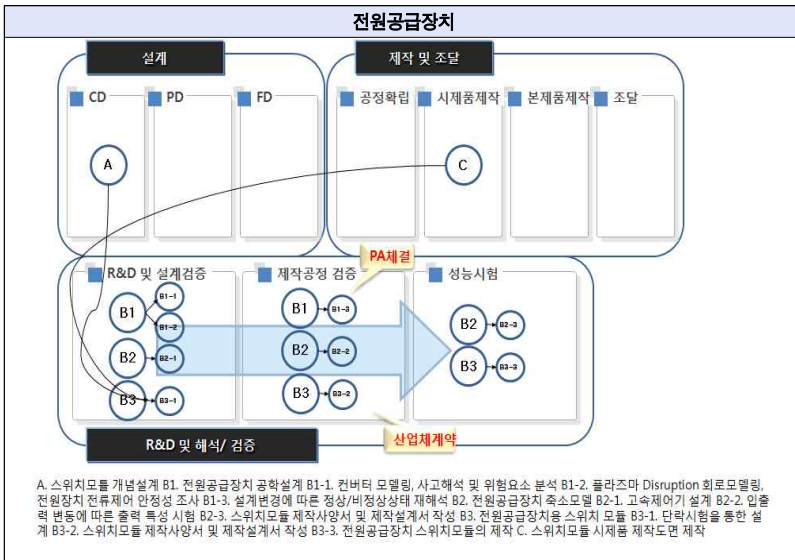 전원공급장치
설계
제작 및 조달
CD
PD
FD
공정확립
시제품제작
본제품제작
조달
A
C
PA체결
R&D 및 설계검증
제작공정 검증
성능시험
B1
B1-1
B1-2
B2
B2-1
B3
B3-1
B1
B1-3
B2
B2-2
B3
B3-2
B2
B2-3
B3
B3-3
산업체계약
R&D 및 해석/ 검증
A. 스위치모듈 개념설계 B1. 전원공급장치 공학설계 B1-1. 컨버터 모델링, 사고해석 및 위험요소 분석 B1-2. 플라즈마 Disruption 회로모델링,
전원장치 전류제어 안정성 조사 B1-3. 설계변경에 따른 정상/비정상상태 재해석 B2. 전원공급장치 축소모델 B2-1. 고속제어기 설계 B2-2. 입출
력 변동에 따른 출력 특성 시험 B2-3. 스위치모듈 제작사양서 및 제작설계서 작성 B3. 전원공급장치용 스위치 모듈 B3-1. 단락시험을 통한 설
계 B3-2. 스위치모듈 제작사양서 및 제작설계서 작성 B3-3. 전원공급장치 스위치모듈의 제작 C. 스위치모듈 시제품 제작도면 제작